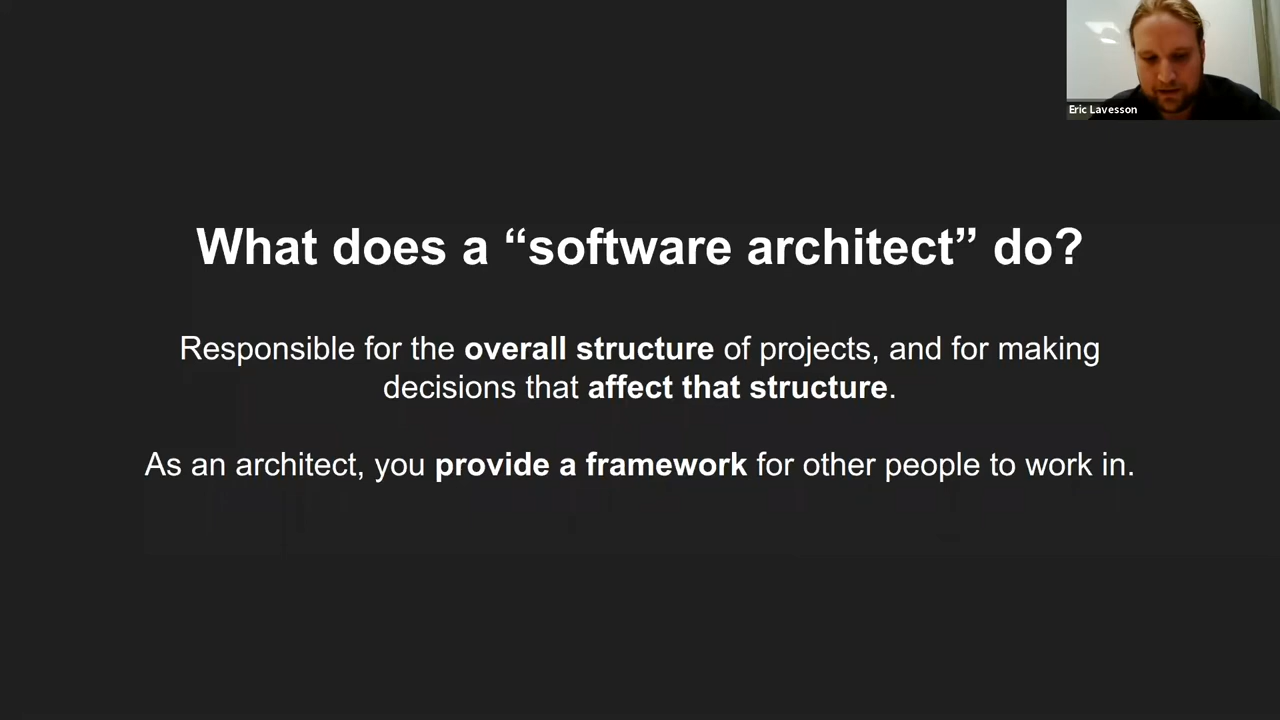 Eric Lavesson
What does a “software architect” do?
Responsible for the overall structure of projects, and for making
decisions that affect that structure.
As an architect, you provide a framework for other people to work in.